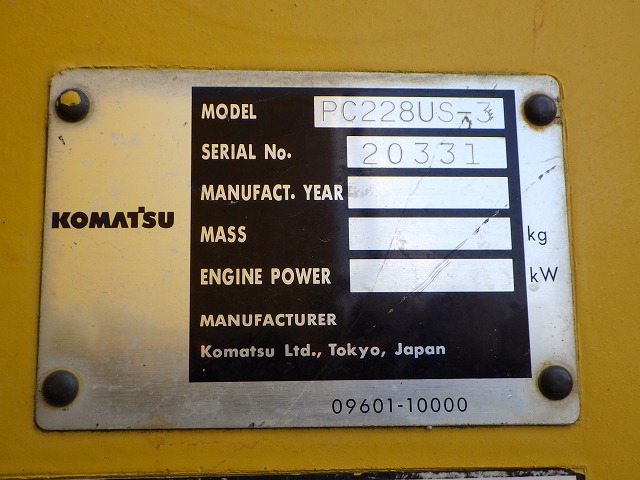 MODEL PC228US-3
SERIAL No. 20331
MANUFACT. YEAR
KOMATSU
MASS kg
ENGINE POWER kW
MANUFACTURER
Komatsu Ltd., Tokyo, Japan
09601-10000